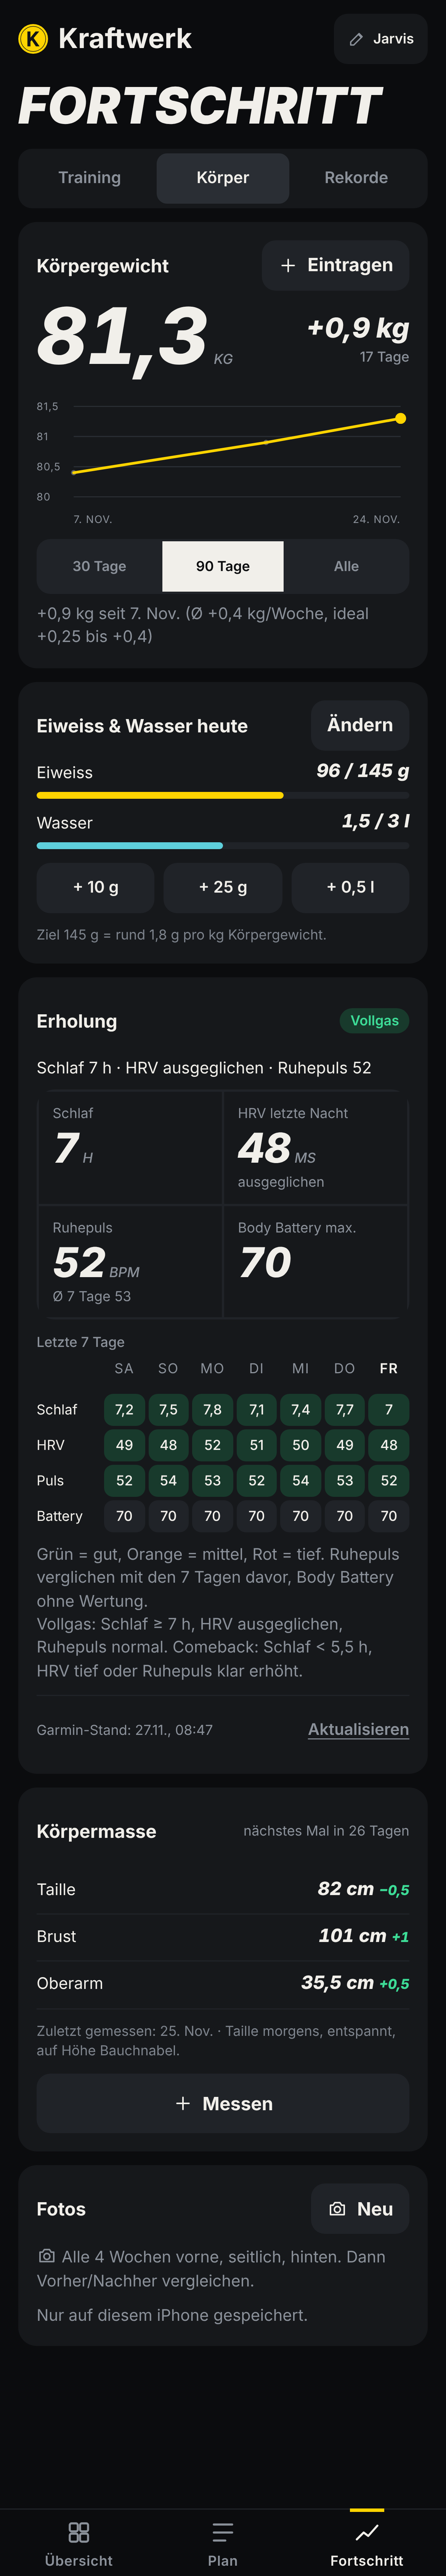 K Kraftwerk
Jarvis
FORTSCHRITT
Training Körper Rekorde
Körpergewicht
+ Eintragen
81,3 KG
+0,9 kg
17 Tage
81,5
81
80,5
80
7. NOV. 24. NOV.
30 Tage 90 Tage Alle
+0,9 kg seit 7. Nov. (Ø +0,4 kg/Woche, ideal
+0,25 bis +0,4)
Eiweiss & Wasser heute
Ändern
Eiweiss 96 / 145 g
Wasser 1,5 / 3 l
+ 10 g + 25 g + 0,5 l
Ziel 145 g = rund 1,8 g pro kg Körpergewicht.
Erholung Vollgas
Schlaf 7 h · HRV ausgeglichen · Ruhepuls 52
Schlaf
7 H
HRV letzte Nacht
48 MS
ausgeglichen
Ruhepuls
52 BPM
Ø 7 Tage 53
Body Battery max.
70
Letzte 7 Tage
SA SO MO DI MI DO FR
Schlaf 7,2 7,5 7,8 7,1 7,4 7,7 7
HRV 49 48 52 51 50 49 48
Puls 52 54 53 52 54 53 52
Battery 70 70 70 70 70 70 70
Grün = gut, Orange = mittel, Rot = tief. Ruhepuls
verglichen mit den 7 Tagen davor, Body Battery
ohne Wertung.
Vollgas: Schlaf ≥ 7 h, HRV ausgeglichen,
Ruhepuls normal. Comeback: Schlaf < 5,5 h,
HRV tief oder Ruhepuls klar erhöht.
Garmin-Stand: 27.11., 08:47 Aktualisieren
Körpermasse nächstes Mal in 26 Tagen
Taille 82 cm −0,5
Brust 101 cm +1
Oberarm 35,5 cm +0,5
Zuletzt gemessen: 25. Nov. · Taille morgens, entspannt,
auf Höhe Bauchnabel.
+ Messen
Fotos Neu
Alle 4 Wochen vorne, seitlich, hinten. Dann
Vorher/Nachher vergleichen.
Nur auf diesem iPhone gespeichert.
Übersicht Plan Fortschritt